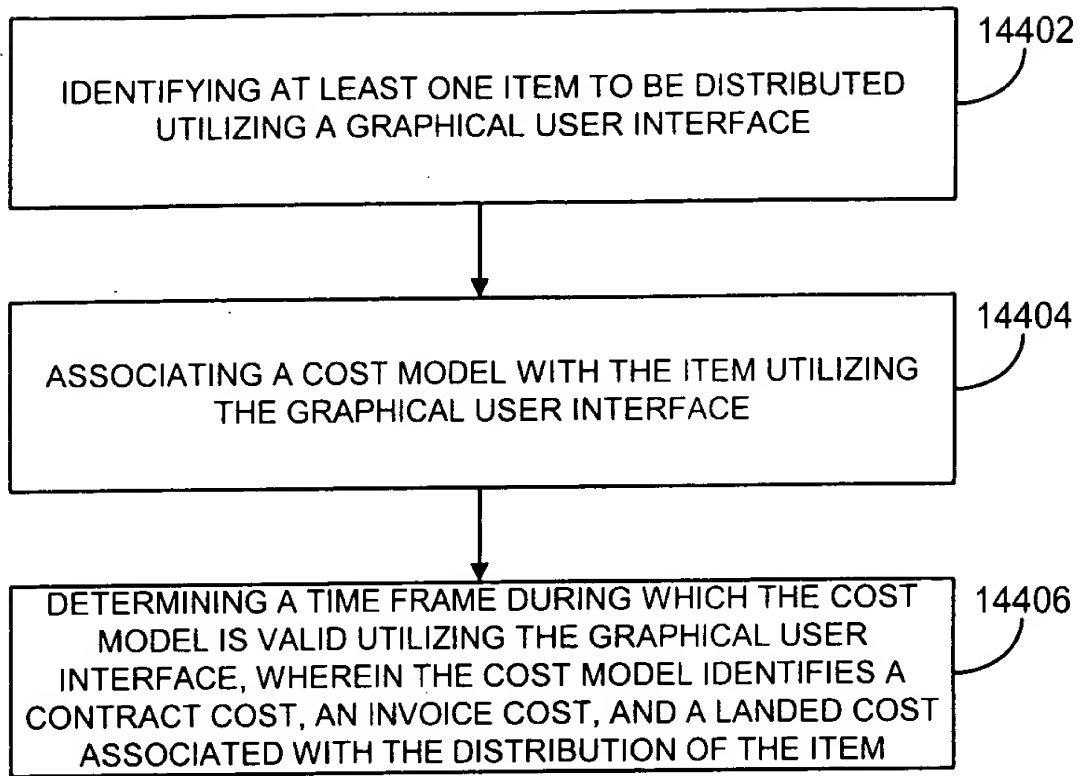 14402
IDENTIFYING AT LEAST ONE ITEM TO BE DISTRIBUTED
UTILIZING A GRAPHICAL USER INTERFACE
14404
ASSOCIATING A COST MODEL WITH THE ITEM UTILIZING
THE GRAPHICAL USER INTERFACE
14406
DETERMINING A TIME FRAME DURING WHICH THE COST
MODEL IS VALID UTILIZING THE GRAPHICAL USER
INTERFACE, WHEREIN THE COST MODEL IDENTIFIES A
CONTRACT COST, AN INVOICE COST, AND A LANDED COST
ASSOCIATED WITH THE DISTRIBUTION OF THE ITEM